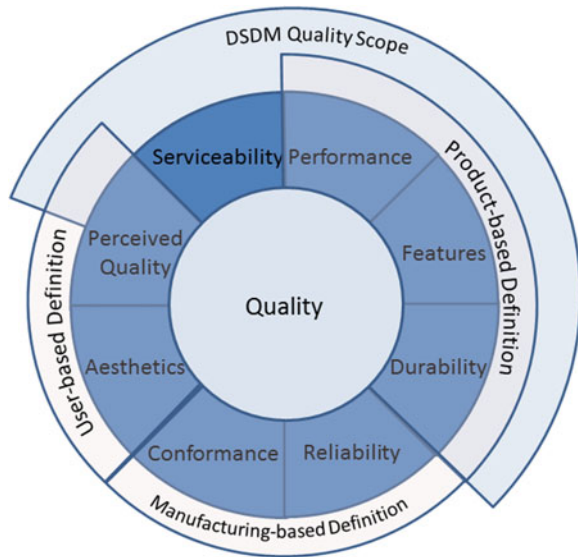 DSDM Quality Scope
Product-based Definition
User-based Definition
Manufacturing-based Definition
Serviceability
Performance
Perceived
Quality
Features
Quality
Aesthetics
Durability
Conformance
Reliability